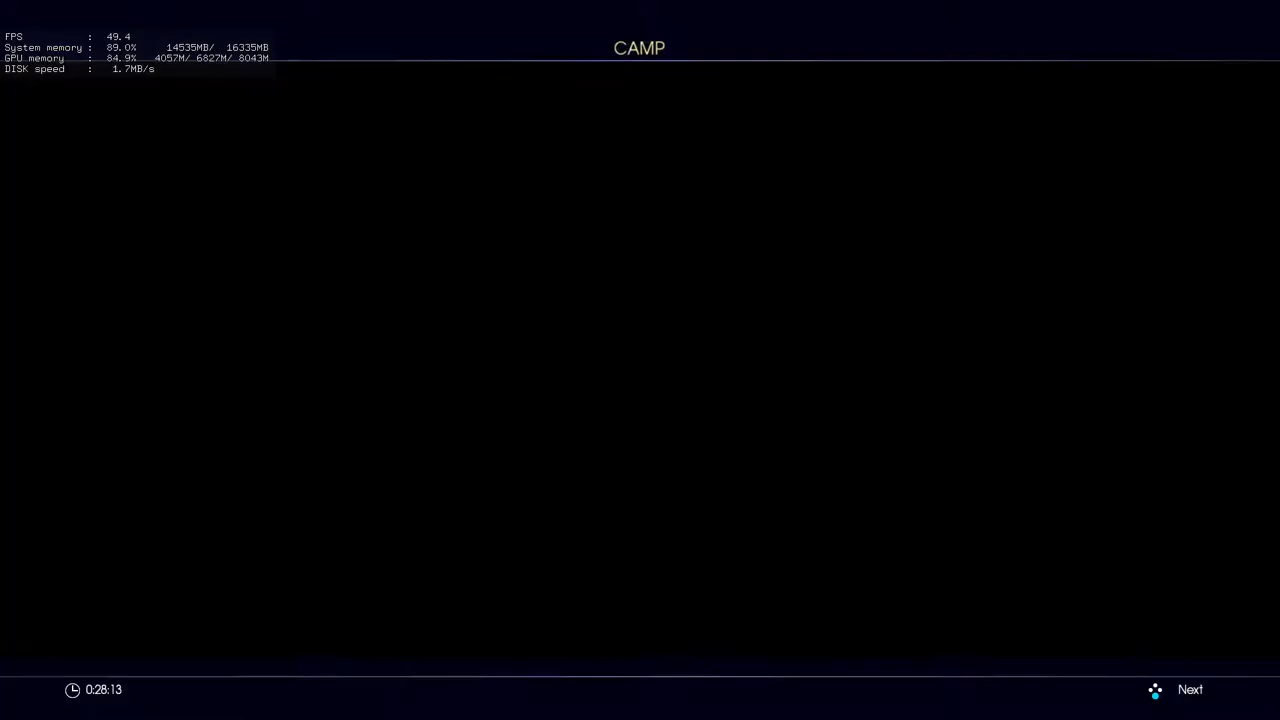 FPS : 49.4
System memory : 89.0% 14535MB/ 16335MB
GPU memory : 84.9% 4057M/ 6827M/ 8043M
DISK speed : 1.7MB/s
CAMP
0:28:13
Next